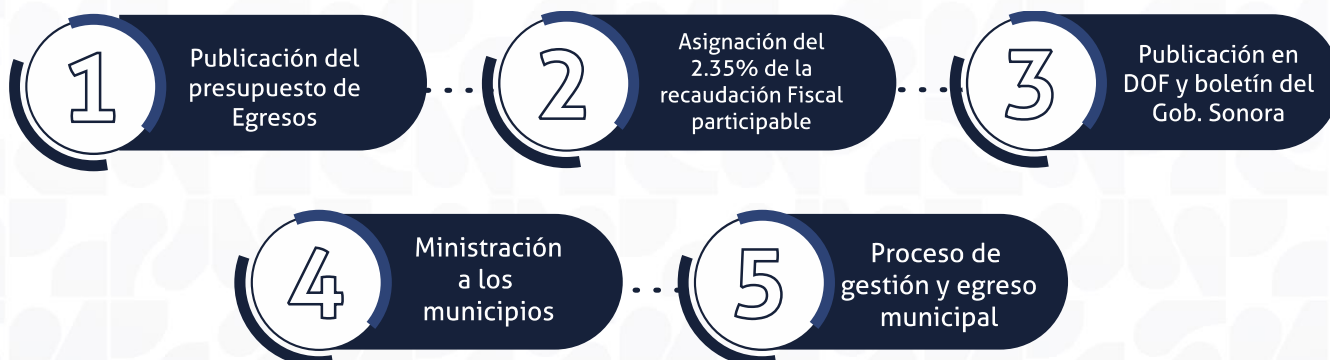 1
Publicación del
presupuesto de
Egresos
2
Asignación del
2.35% de la
recaudación Fiscal
participable
3
Publicación en
DOF y boletín del
Gob. Sonora
4
Ministración
a los
municipios
5
Proceso de
gestión y egreso
municipal